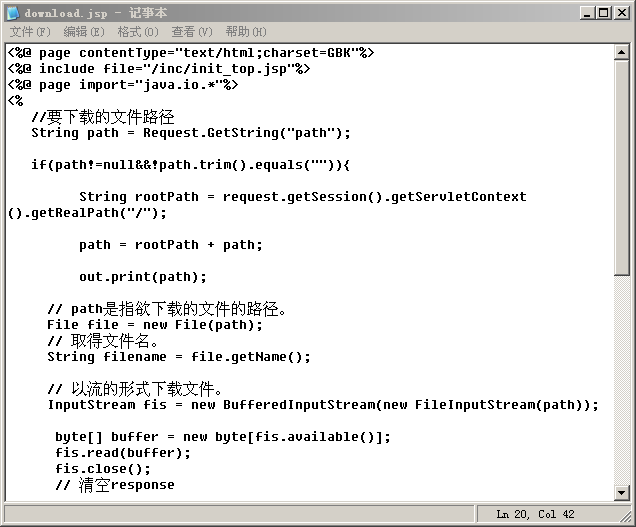 download.jsp - 记事本
文件(F) 编辑(E) 格式(O) 查看(V) 帮助(H)
<%@ page contentType="text/html;charset=GBK"%>
<%@ include file="/inc/init_top.jsp"%>
<%@ page import="java.io.*"%>
<%
//要下载的文件路径
String path = Request.GetString("path");
if(path!=null&&!path.trim().equals("")){
String rootPath = request.getSession().getServletContext
().getRealPath("/");
path = rootPath + path;
out.print(path);
// path是指欲下载的文件的路径。
File file = new File(path);
// 取得文件名。
String filename = file.getName();
// 以流的形式下载文件。
InputStream fis = new BufferedInputStream(new FileInputStream(path));
byte[] buffer = new byte[fis.available()];
fis.read(buffer);
fis.close();
// 清空response
Ln 20, Col 42